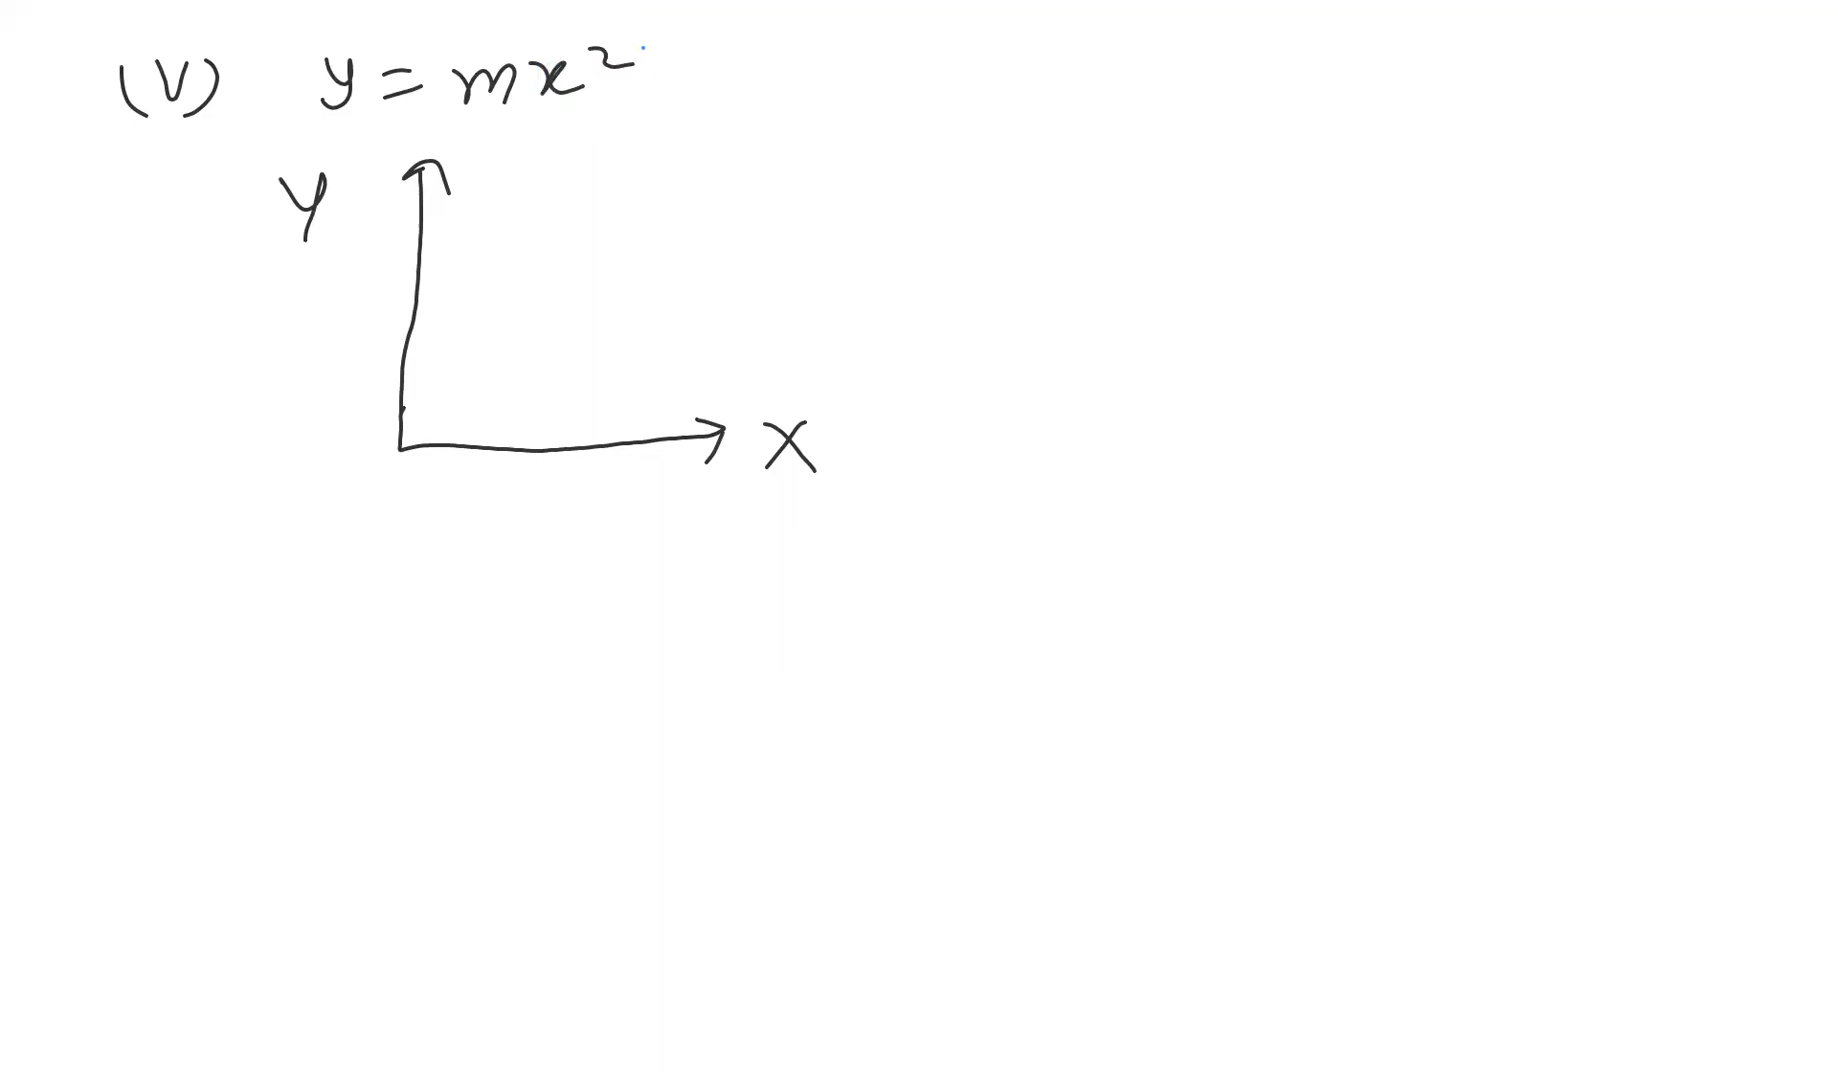 (V) y = mx²
Y
X